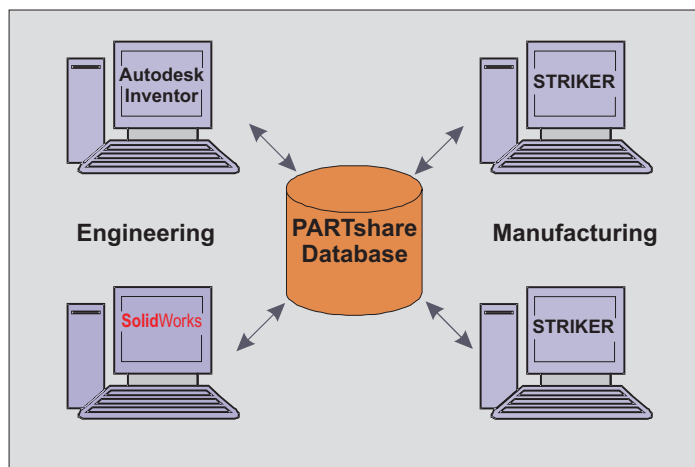 Autodesk
Inventor
STRIKER
Engineering
PARTshare
Database
Manufacturing
SolidWorks
STRIKER